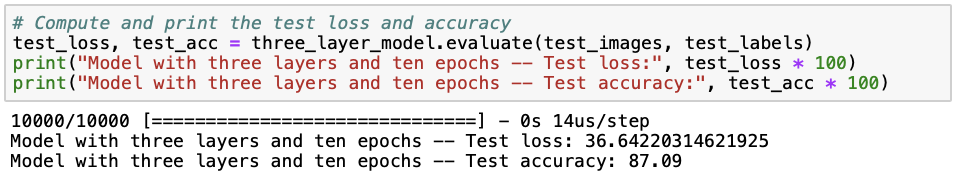 # Compute and print the test loss and accuracy
test_loss, test_acc = three_layer_model.evaluate(test_images, test_labels)
print("Model with three layers and ten epochs -- Test loss:", test_loss * 100)
print("Model with three layers and ten epochs -- Test accuracy:", test_acc * 100)
10000/10000 [==============================] - 0s 14us/step
Model with three layers and ten epochs -- Test loss: 36.64220314621925
Model with three layers and ten epochs -- Test accuracy: 87.09